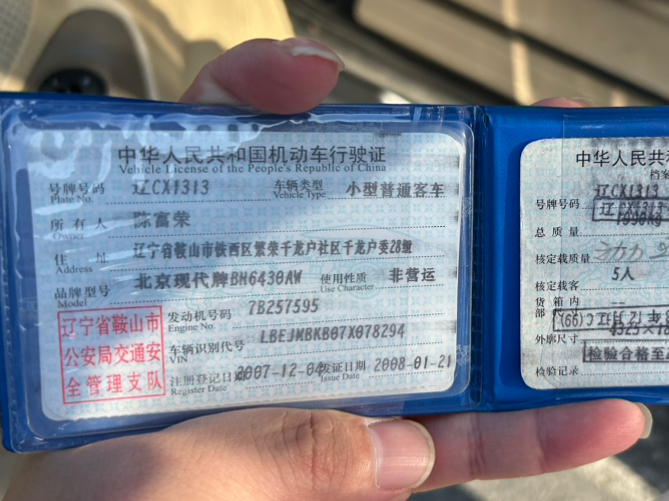 中华人民共和国机动车行驶证
Vehicle License of the People's Republic of China
号牌号码 辽CX1313 车辆类型 小型普通客车
Plate No. Vehicle Type
所有人 陈富荣
Owner
住址 辽宁省鞍山市铁西区繁荣千龙户社区千龙户委28组
Address
品牌型号 北京现代牌BH6430AW 使用性质 非营运
Model Use Character
辽宁省鞍山市
公安局交通安
全管理支队
发动机号码 7B257595
Engine No.
车辆识别代号 LBEJMBKB07X078294
VIN
注册登记日期 2007-12-04 发证日期 2008-01-21
Register Date Issue Date
中华人民共和
档案
号牌号码 辽CX1313
总质量
核定载质量
核定载客 5人
货箱内部
外廓尺寸
检验记录 检验合格至